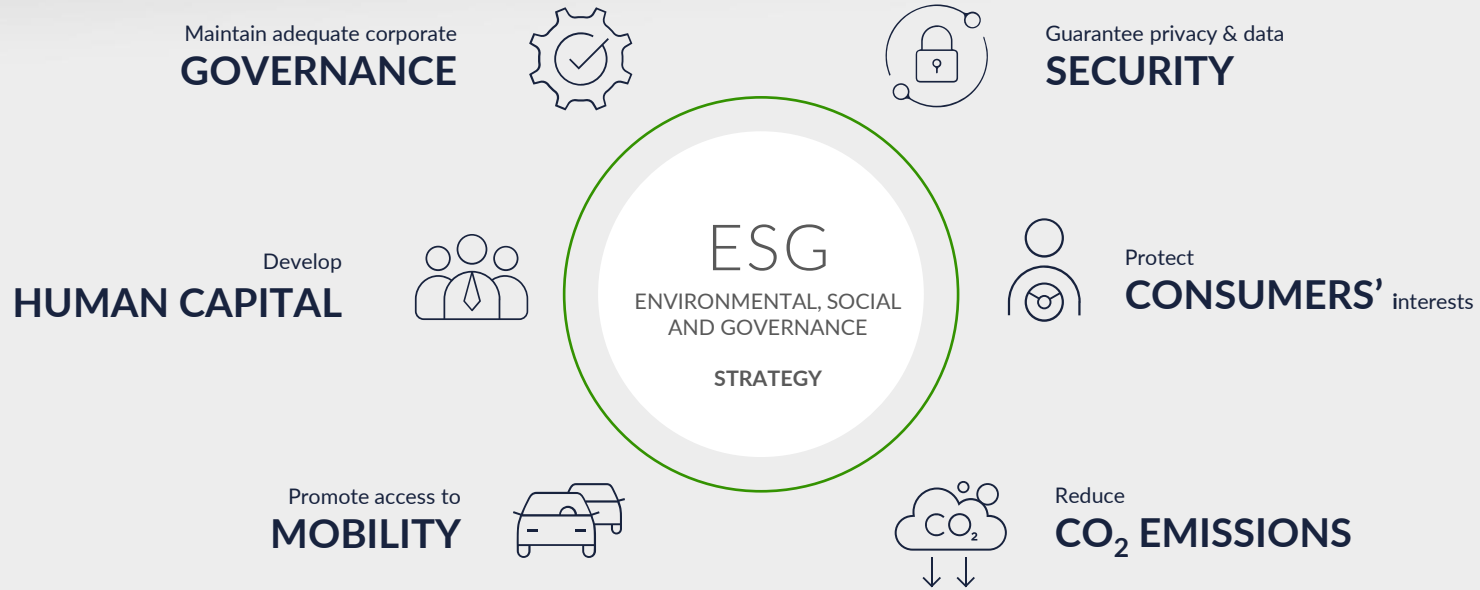 Maintain adequate corporate
GOVERNANCE
Guarantee privacy & data
SECURITY
Develop
HUMAN CAPITAL
ESG
ENVIRONMENTAL, SOCIAL
AND GOVERNANCE
STRATEGY
Protect
CONSUMERS’ interests
Promote access to
MOBILITY
CO₂
Reduce
CO₂ EMISSIONS